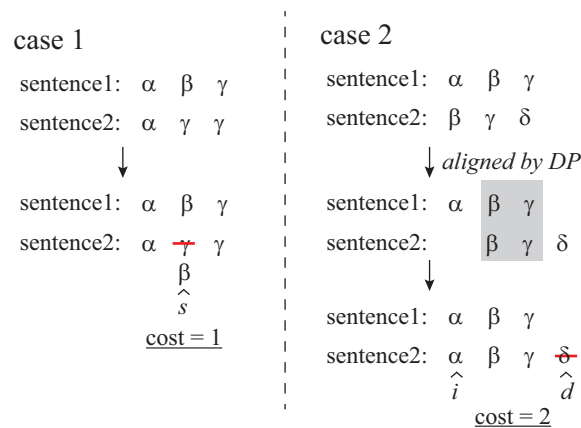 case 1
sentence1: α β γ
sentence2: α γ γ
sentence1: α β γ
sentence2: α γ γ
β
^
s
cost = 1
case 2
sentence1: α β γ
sentence2: β γ δ
aligned by DP
sentence1: α β γ
sentence2: β γ δ
sentence1: α β γ
sentence2: α β γ δ
^ ^
i d
cost = 2